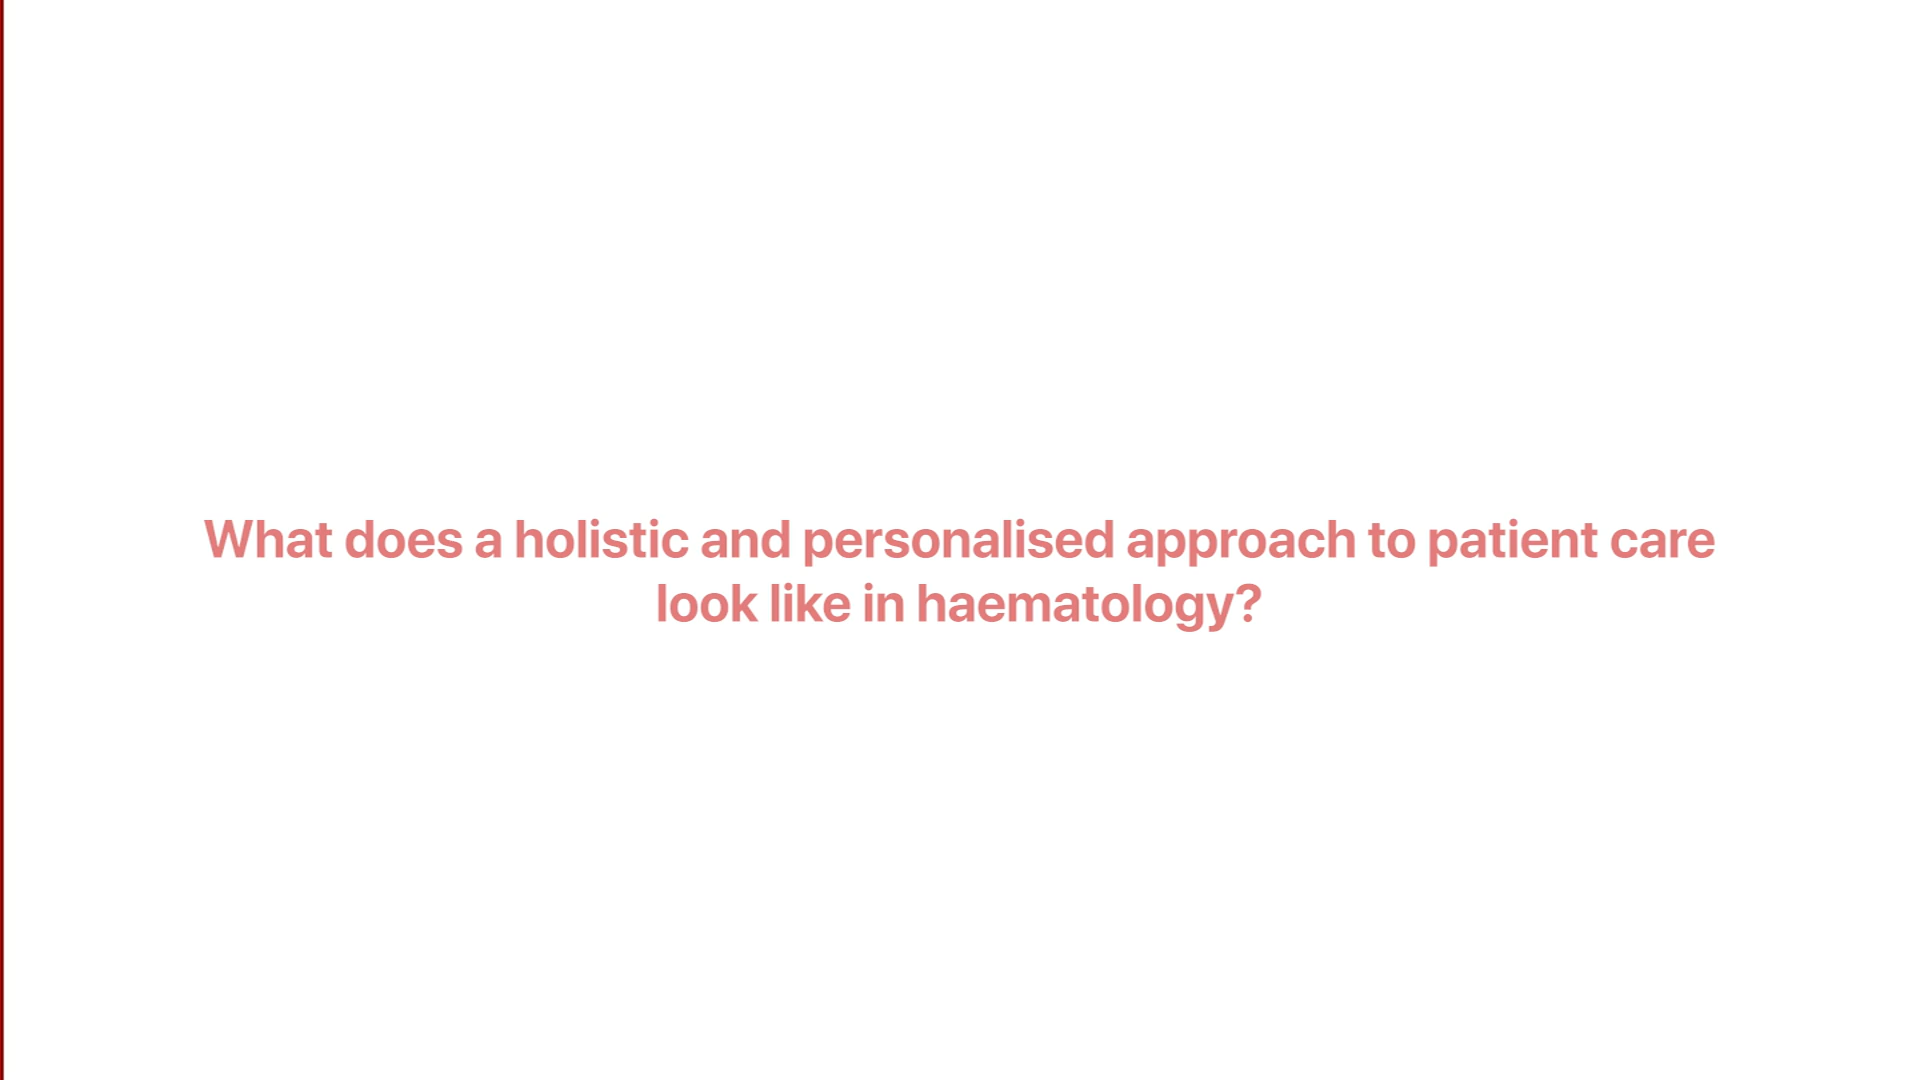 What does a holistic and personalised approach to patient care
look like in haematology?